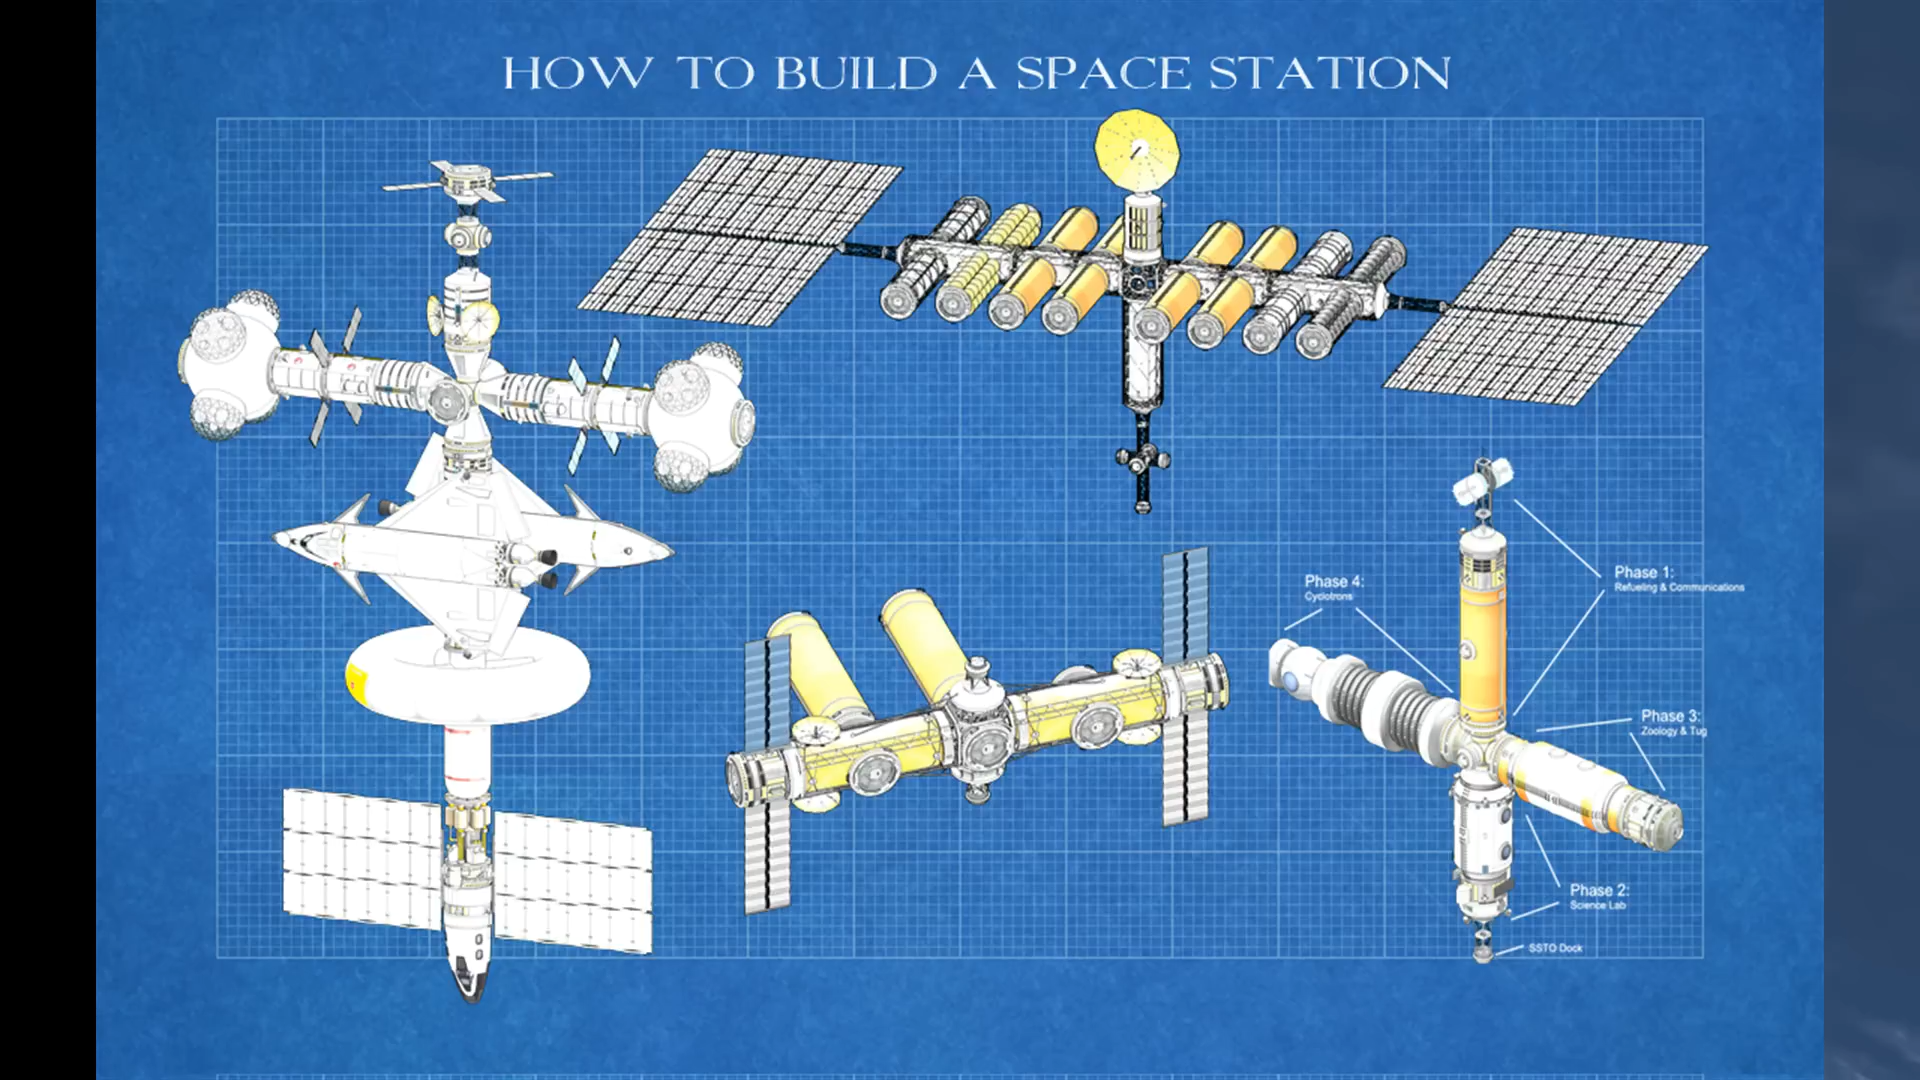 HOW TO BUILD A SPACE STATION
Phase 1:
Refueling & Communications
Phase 4:
Cyclotrons
Phase 3:
Zoology & Tug
Phase 2:
Science Lab
SSTO Dock